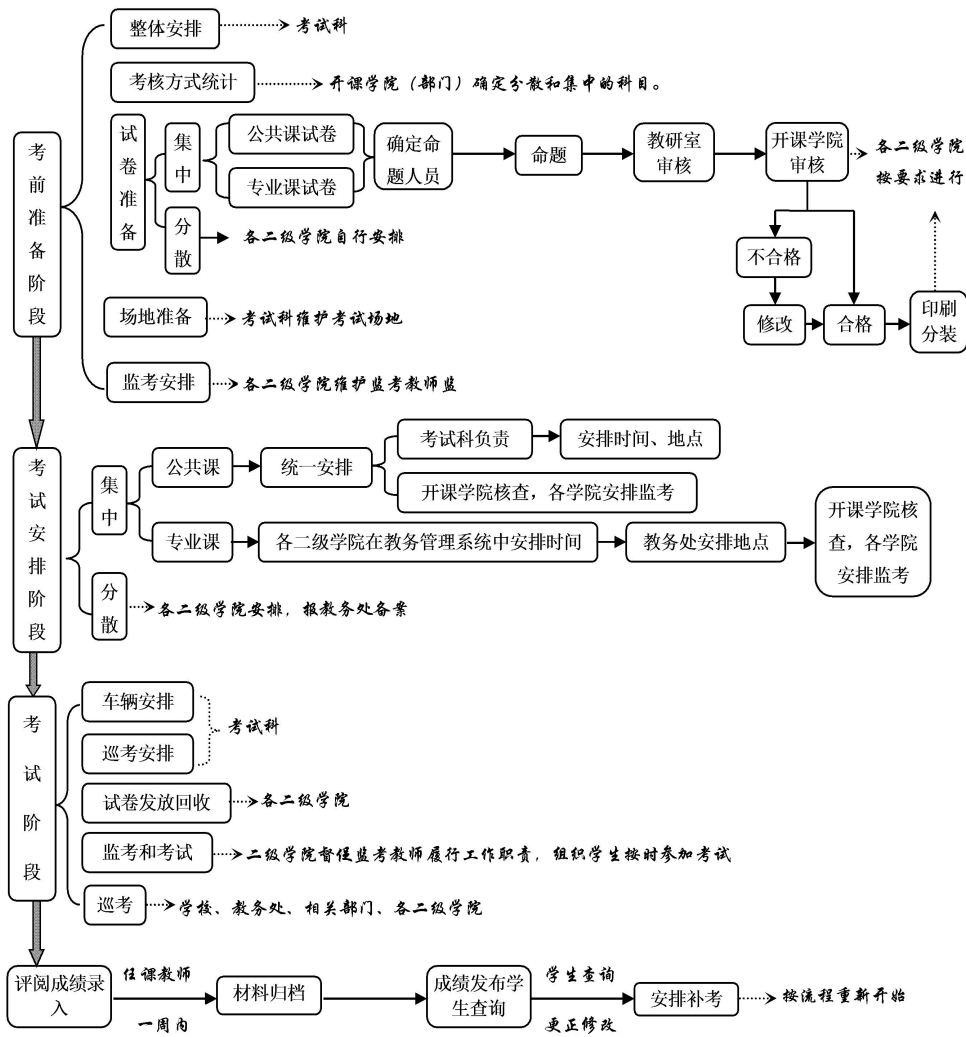 整体安排
考试科
考核方式统计
开课学院（部门）确定分散和集中的科目。
考前准备阶段
试卷准备
集中
公共课试卷
专业课试卷
确定命
题人员
命题
教研室
审核
开课学院
审核
各二级学院
按要求进行
分散
各二级学院自行安排
不合格
修改
合格
印刷
分装
场地准备
考试科维护考试场地
监考安排
各二级学院维护监考教师监
考试安排阶段
集中
公共课
统一安排
考试科负责
安排时间、地点
开课学院核查，各学院安排监考
专业课
各二级学院在教务管理系统中安排时间
教务处安排地点
开课学院核
查，各学院
安排监考
分散
各二级学院安排，报教务处备案
考试阶段
车辆安排
巡考安排
考试科
试卷发放回收
各二级学院
监考和考试
二级学院督促监考教师履行工作职责，组织学生按时参加考试
巡考
学校、教务处、相关部门、各二级学院
评阅成绩录
入
任课教师
一周内
材料归档
成绩发布学
生查询
学生查询
更正修改
安排补考
按流程重新开始